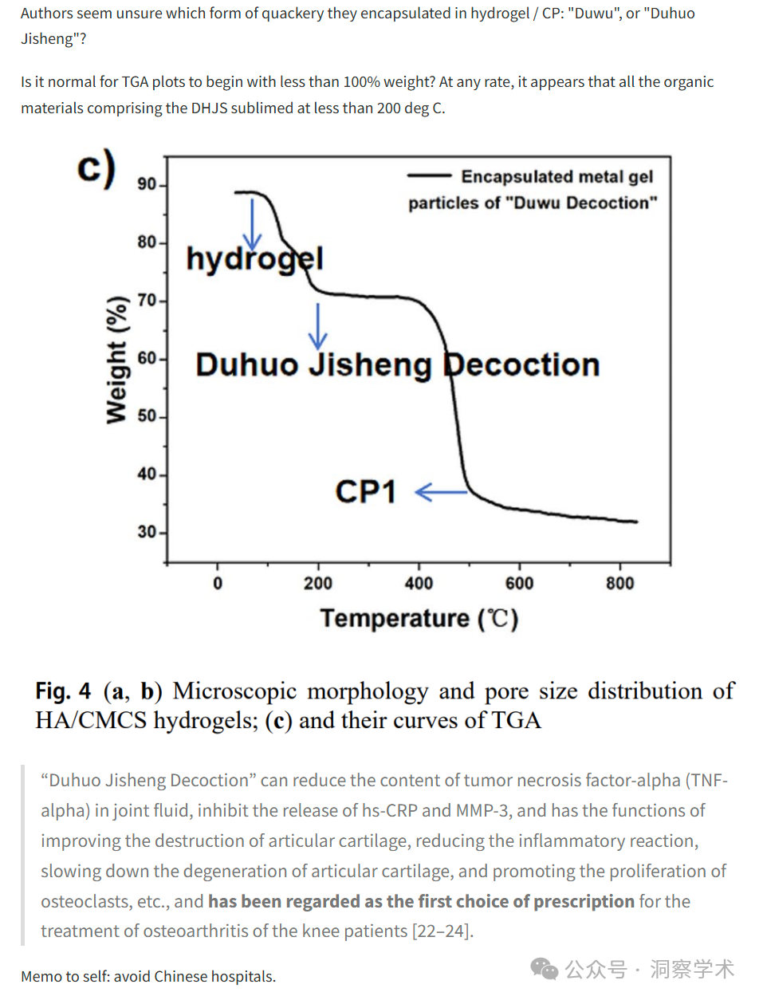 Authors seem unsure which form of quackery they encapsulated in hydrogel / CP: "Duwu", or "Duhuo
Jisheng"?
Is it normal for TGA plots to begin with less than 100% weight? At any rate, it appears that all the organic
materials comprising the DHJS sublimed at less than 200 deg C.
c)
Encapsulated metal gel
particles of "Duwu Decoction"
90
80
70
60
50
40
30
Weight (%)
hydrogel
Duhuo Jisheng Decoction
CP1
0 200 400 600 800
Temperature (℃)
Fig. 4 (a, b) Microscopic morphology and pore size distribution of
HA/CMCS hydrogels; (c) and their curves of TGA
“Duhuo Jisheng Decoction” can reduce the content of tumor necrosis factor-alpha (TNF-
alpha) in joint fluid, inhibit the release of hs-CRP and MMP-3, and has the functions of
improving the destruction of articular cartilage, reducing the inflammatory reaction,
slowing down the degeneration of articular cartilage, and promoting the proliferation of
osteoclasts, etc., and has been regarded as the first choice of prescription for the
treatment of osteoarthritis of the knee patients [22–24].
Memo to self: avoid Chinese hospitals.
公众号 · 洞察学术